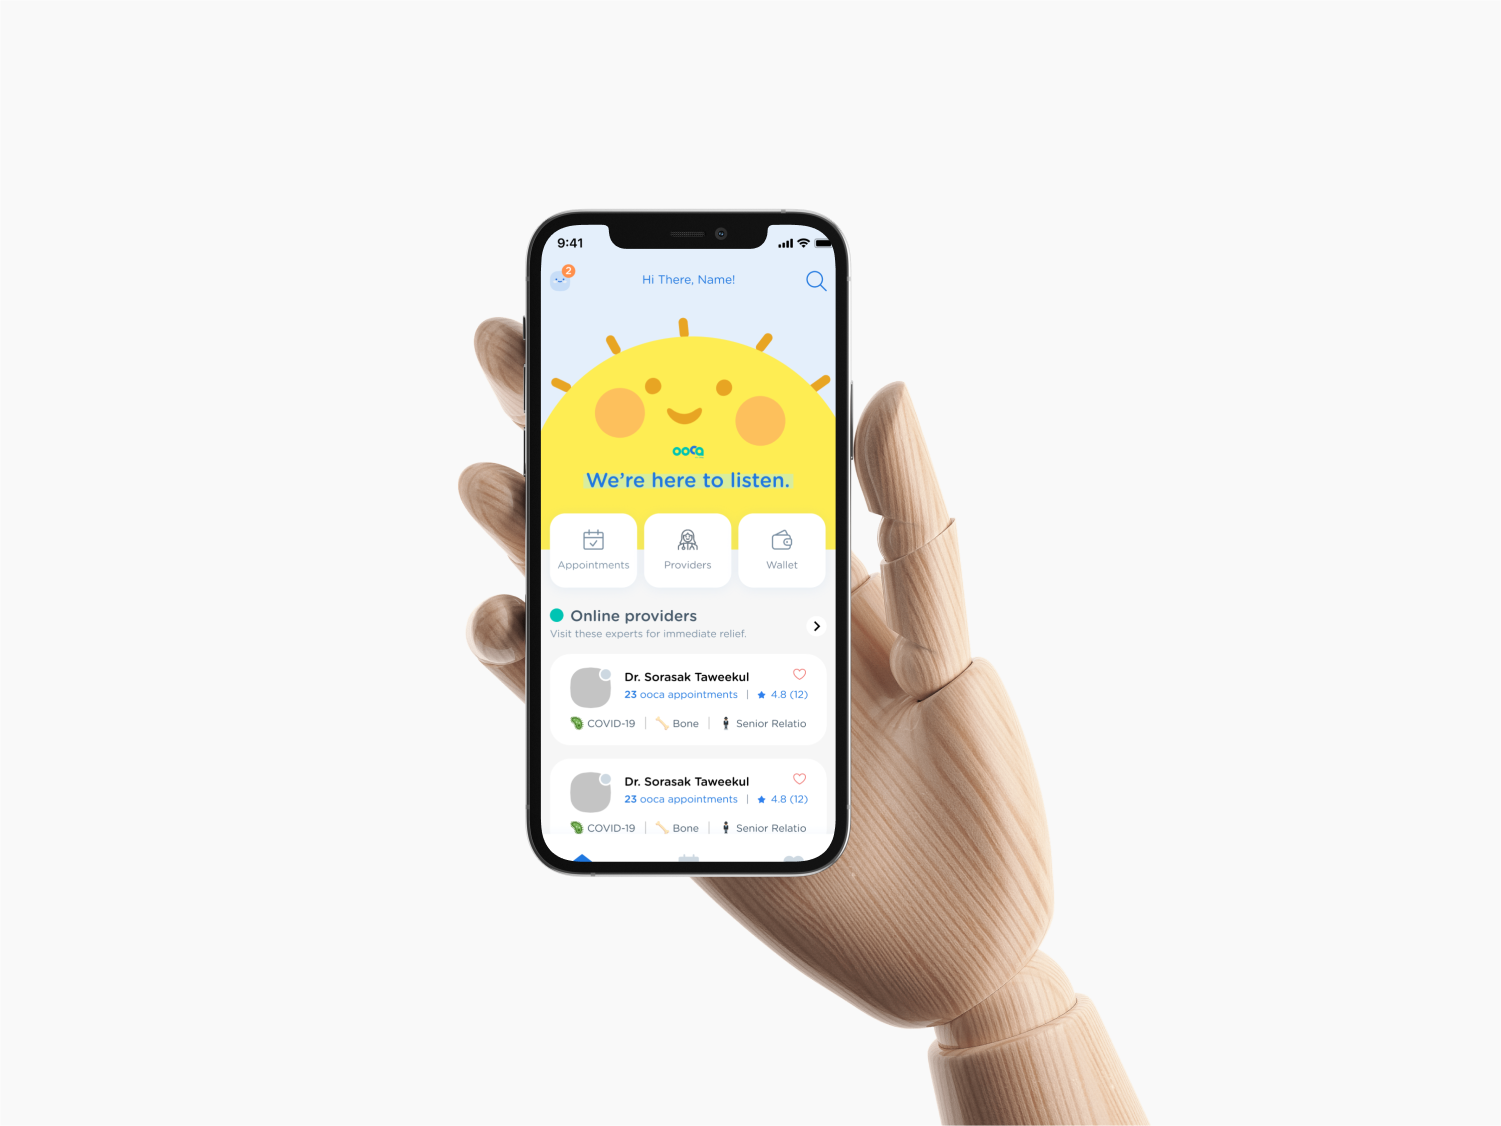 9:41
2
Hi There, Name!
ooca
We're here to listen.
Appointments
Providers
Wallet
Online providers
Visit these experts for immediate relief.
Dr. Sorasak Taweekul
23 ooca appointments | ★ 4.8 (12)
COVID-19 | Bone | Senior Relatio
Dr. Sorasak Taweekul
23 ooca appointments | ★ 4.8 (12)
COVID-19 | Bone | Senior Relatio